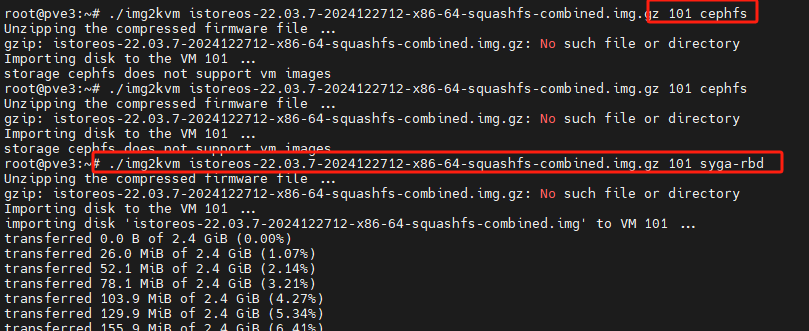 root@pve3:~# ./img2kvm istoreos-22.03.7-2024122712-x86-64-squashfs-combined.img.gz 101 cephfs
Unzipping the compressed firmware file ...
gzip: istoreos-22.03.7-2024122712-x86-64-squashfs-combined.img.gz: No such file or directory
Importing disk to the VM 101 ...
storage cephfs does not support vm images
root@pve3:~# ./img2kvm istoreos-22.03.7-2024122712-x86-64-squashfs-combined.img.gz 101 cephfs
Unzipping the compressed firmware file ...
gzip: istoreos-22.03.7-2024122712-x86-64-squashfs-combined.img.gz: No such file or directory
Importing disk to the VM 101 ...
storage cephfs does not support vm images
root@pve3:~# ./img2kvm istoreos-22.03.7-2024122712-x86-64-squashfs-combined.img.gz 101 syga-rbd
Unzipping the compressed firmware file ...
gzip: istoreos-22.03.7-2024122712-x86-64-squashfs-combined.img.gz: No such file or directory
Importing disk to the VM 101 ...
importing disk 'istoreos-22.03.7-2024122712-x86-64-squashfs-combined.img' to VM 101 ...
transferred 0.0 B of 2.4 GiB (0.00%)
transferred 26.0 MiB of 2.4 GiB (1.07%)
transferred 52.1 MiB of 2.4 GiB (2.14%)
transferred 78.1 MiB of 2.4 GiB (3.21%)
transferred 103.9 MiB of 2.4 GiB (4.27%)
transferred 129.9 MiB of 2.4 GiB (5.34%)
transferred 155.9 MiB of 2.4 GiB (6.41%)